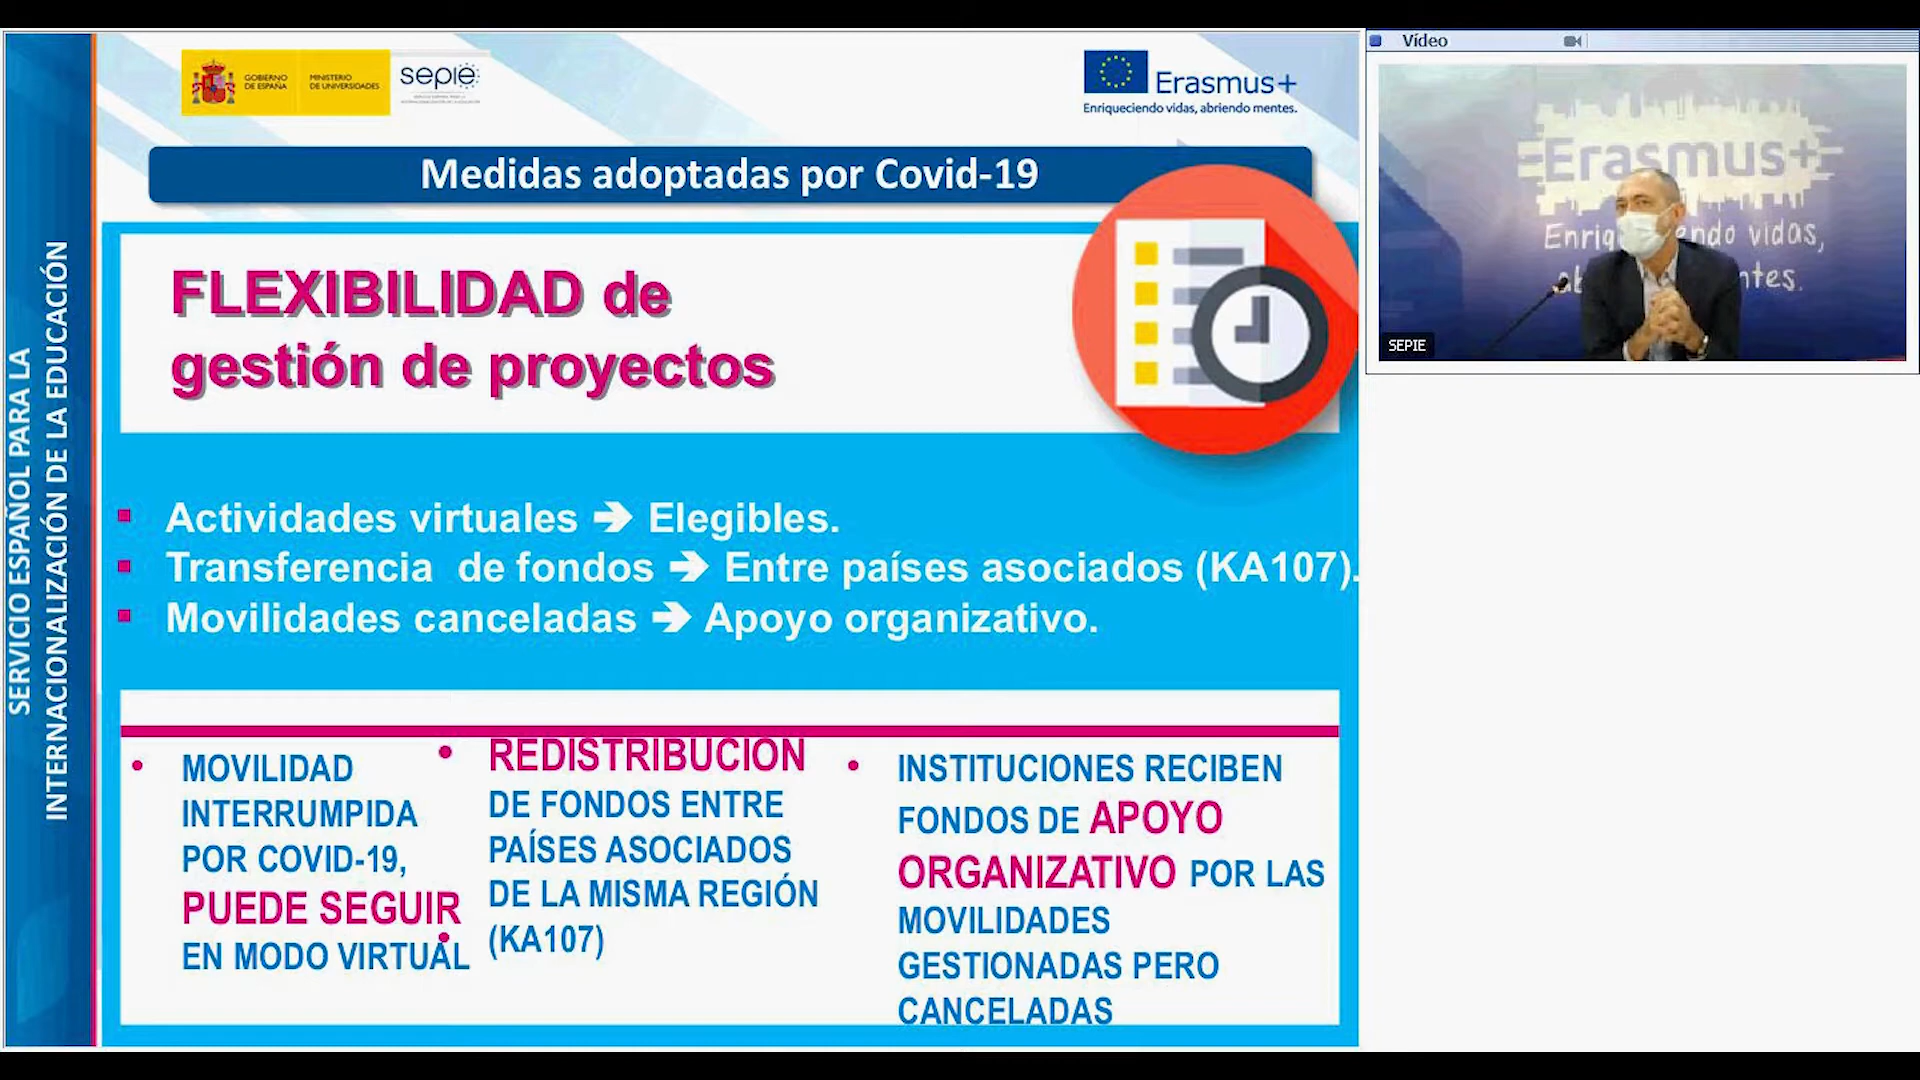 SERVICIO ESPAÑOL PARA LA
INTERNACIONALIZACIÓN DE LA EDUCACIÓN
GOBIERNO
DE ESPAÑA
MINISTERIO
DE UNIVERSIDADES
sepie
Erasmus+
Enriqueciendo vidas, abriendo mentes.
Medidas adoptadas por Covid-19
FLEXIBILIDAD de
gestión de proyectos
Actividades virtuales ➔ Elegibles.
Transferencia de fondos ➔ Entre países asociados (KA107).
Movilidades canceladas ➔ Apoyo organizativo.
MOVILIDAD
INTERRUMPIDA
POR COVID-19,
PUEDE SEGUIR
EN MODO VIRTUAL
REDISTRIBUCION
DE FONDOS ENTRE
PAÍSES ASOCIADOS
DE LA MISMA REGIÓN
(KA107)
INSTITUCIONES RECIBEN
FONDOS DE APOYO
ORGANIZATIVO POR LAS
MOVILIDADES
GESTIONADAS PERO
CANCELADAS
Vídeo
Erasmus+
vidas,
SEPIE